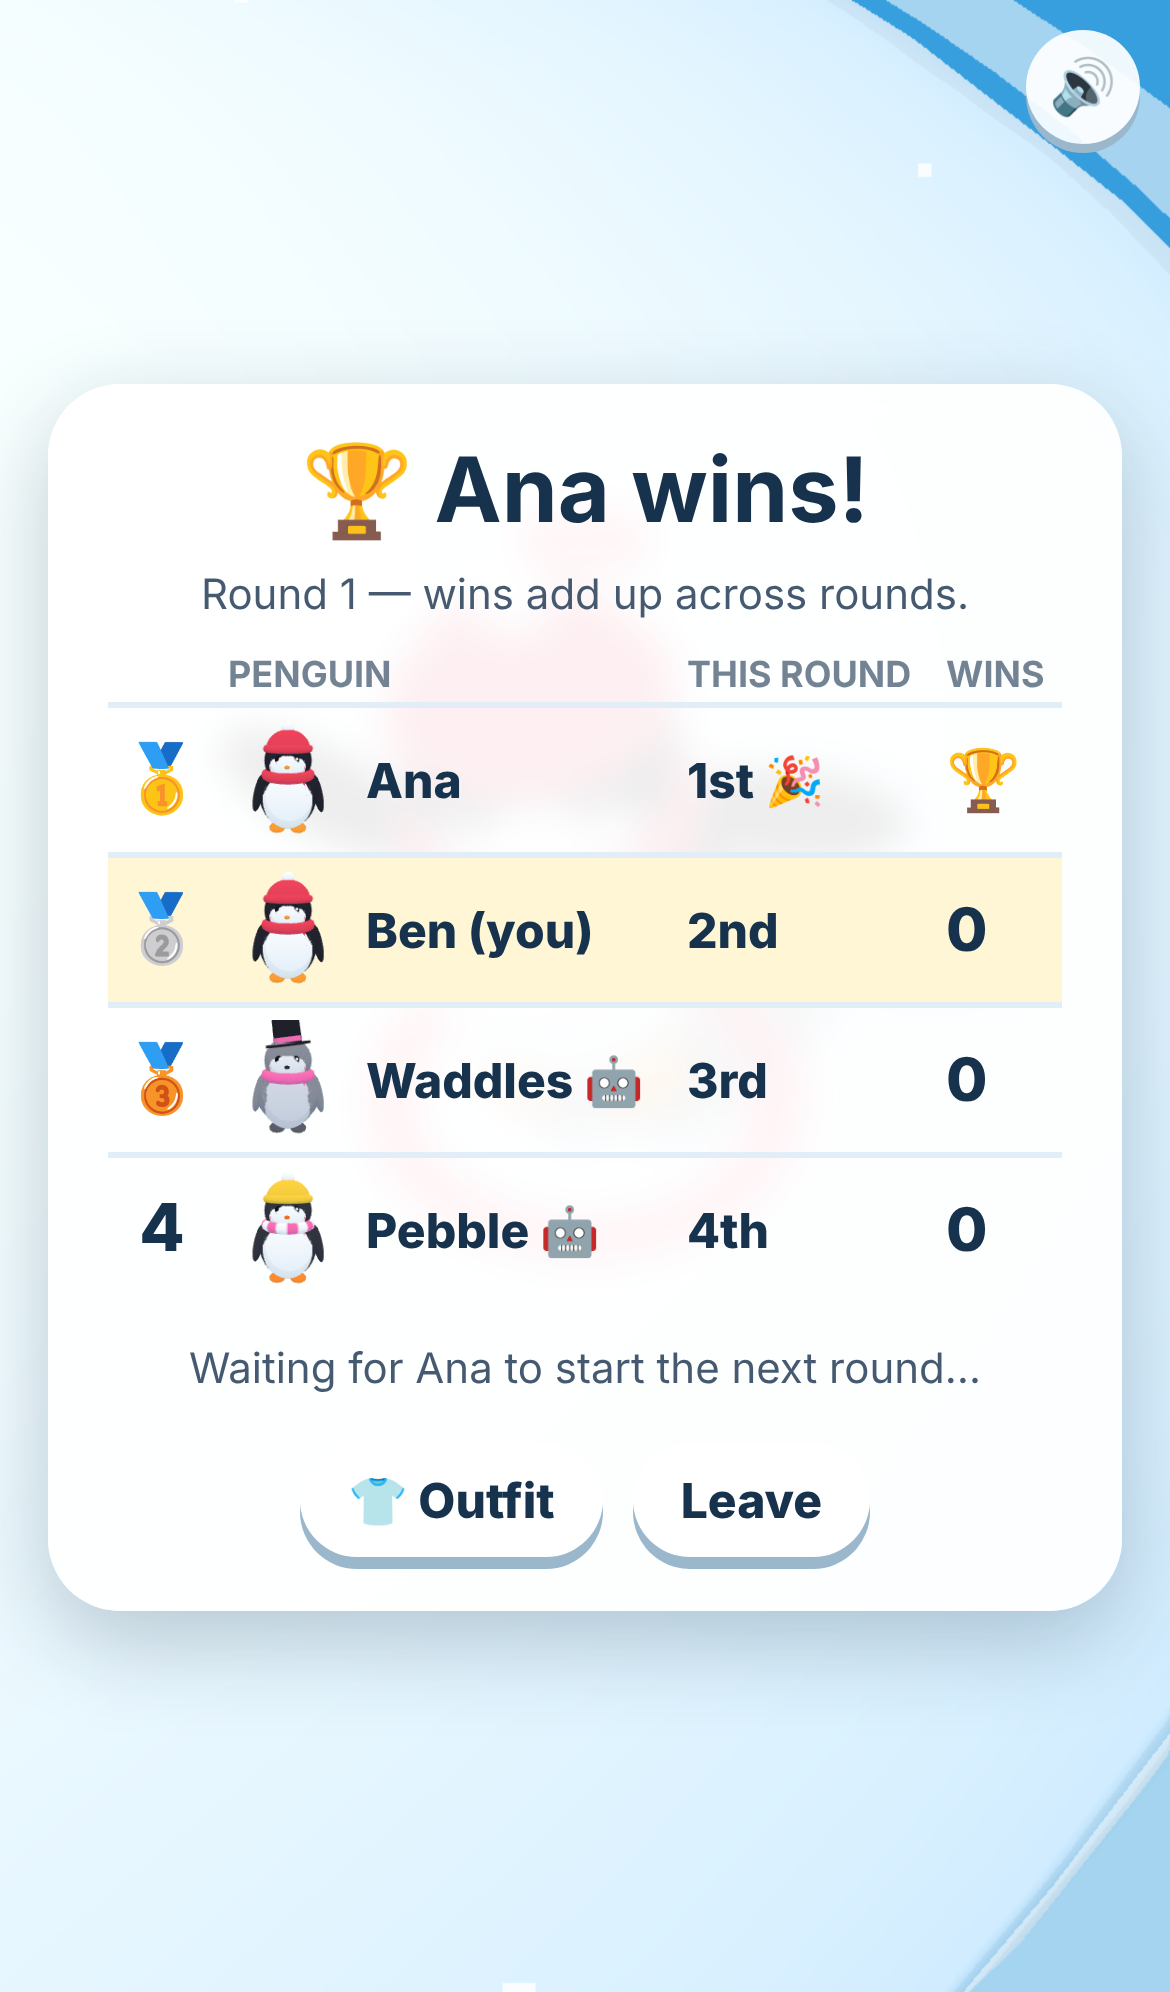 🏆 Ana wins!
Round 1 — wins add up across rounds.
PENGUIN THIS ROUND WINS
🥇 Ana 1st 🎉 🏆
🥈 Ben (you) 2nd 0
🥉 Waddles 🤖 3rd 0
4 Pebble 🤖 4th 0
Waiting for Ana to start the next round...
👕 Outfit Leave